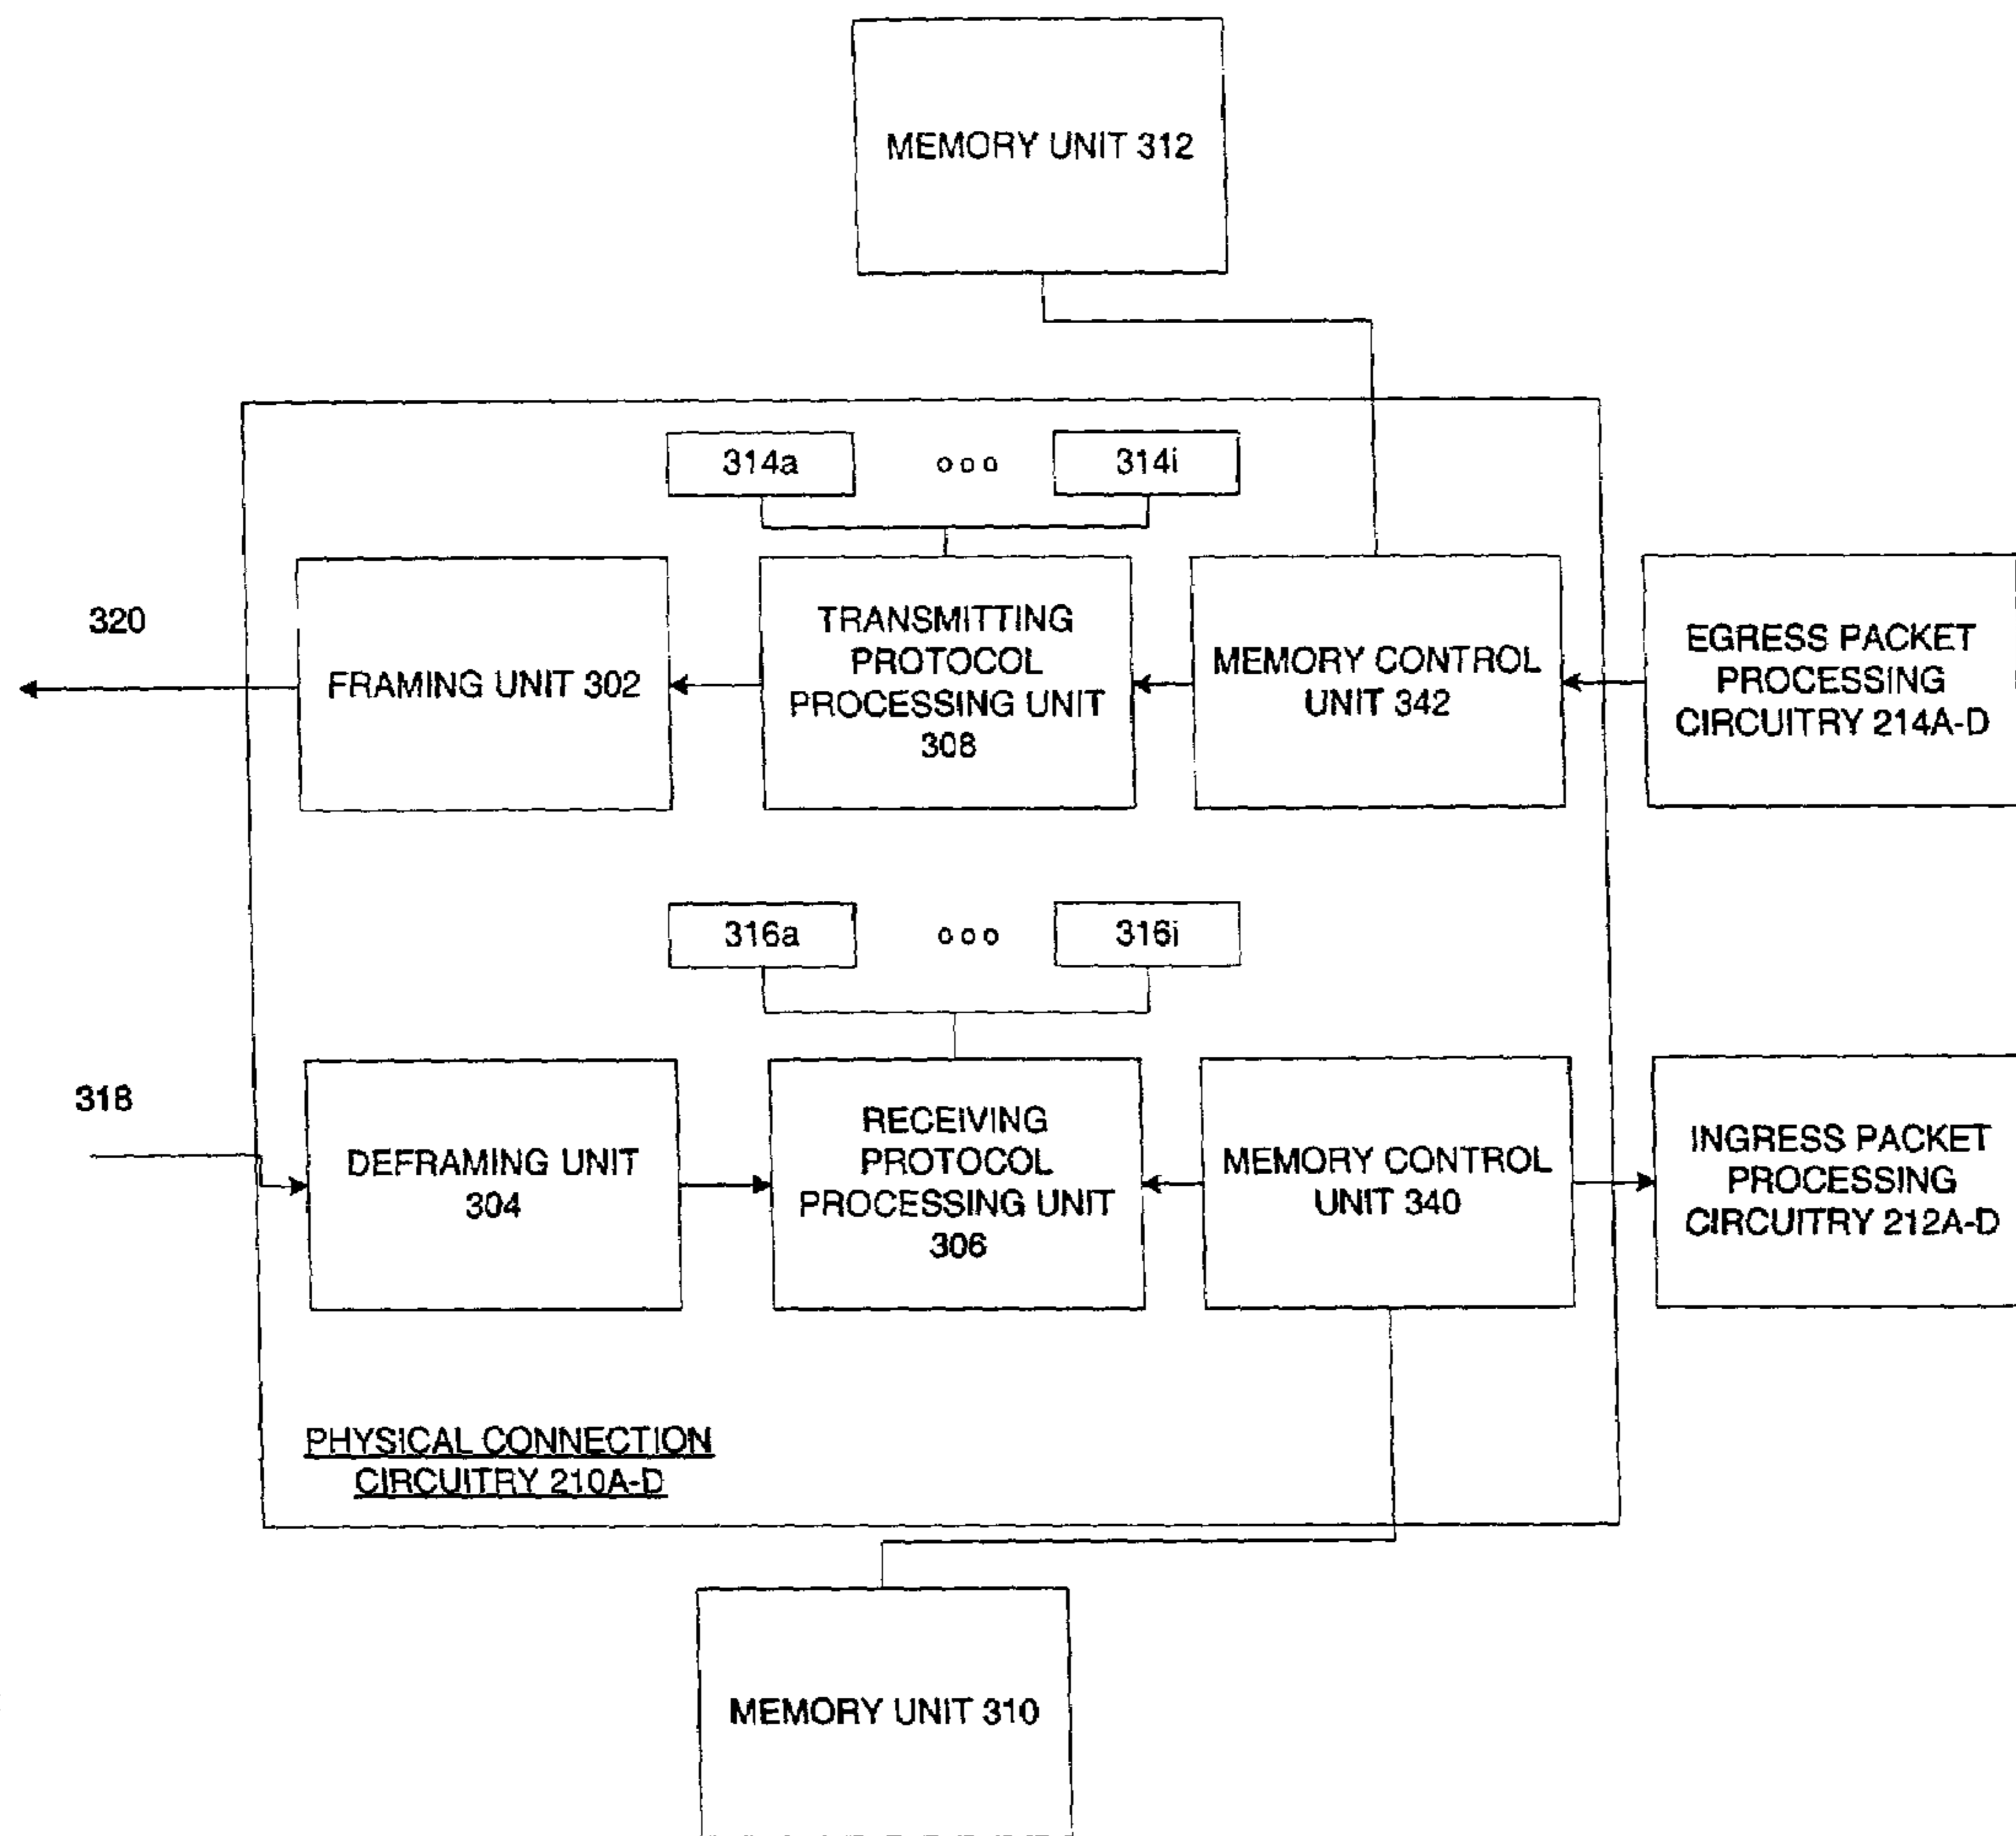 MEMORY UNIT 312
314a
ooo
314i
320
FRAMING UNIT 302
TRANSMITTING
PROTOCOL
PROCESSING UNIT
308
MEMORY CONTROL
UNIT 342
EGRESS PACKET
PROCESSING
CIRCUITRY 214A-D
316a
ooo
316i
318
DEFRAMING UNIT
304
RECEIVING
PROTOCOL
PROCESSING UNIT
306
MEMORY CONTROL
UNIT 340
INGRESS PACKET
PROCESSING
CIRCUITRY 212A-D
PHYSICAL CONNECTION
CIRCUITRY 210A-D
MEMORY UNIT 310